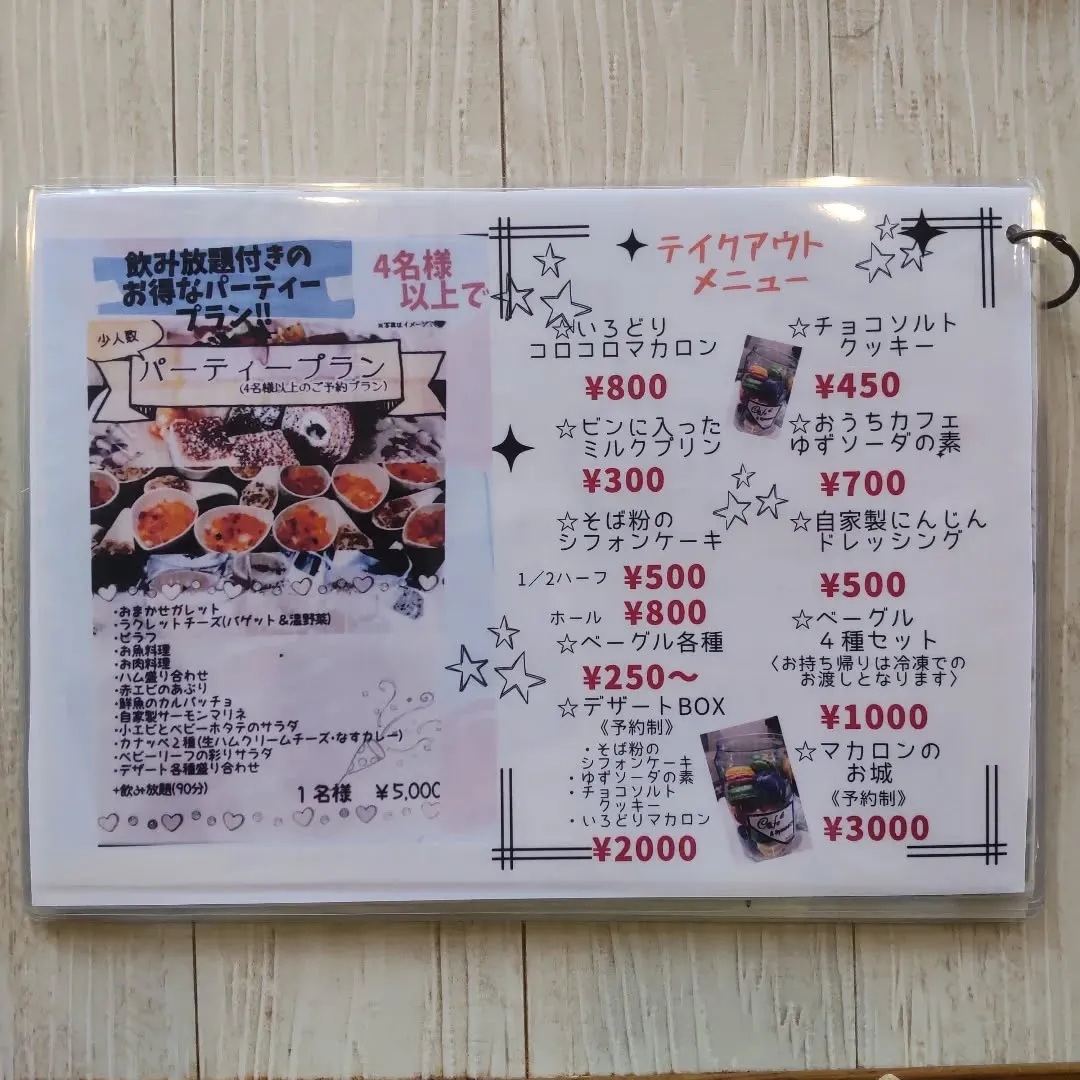 飲み放題付きの
お得なパーティー
プラン!!
4名様
以上で
※写真はイメージです
少人数
パーティープラン
(4名様以上のご予約プラン)
・おまかせガレット
・ラクレットチーズ(バゲット&温野菜)
・ピラフ
・お魚料理
・お肉料理
・ハム盛り合わせ
・赤エビのあぶり
・鮮魚のカルパッチョ
・自家製サーモンマリネ
・小エビとベビーホタテのサラダ
・カナッペ2種(生ハムクリームチーズ・なすカレー)
・ベビーリーフの彩りサラダ
・デザート各種盛り合わせ
+飲み放題(90分)
1名様 ¥5,000
テイクアウト
メニュー
☆いろどり
コロコロマカロン
¥800
☆ビンに入った
ミルクプリン
¥300
☆そば粉の
シフォンケーキ
1/2ハーフ ¥500
ホール ¥800
☆ベーグル各種
¥250〜
☆デザートBOX
《予約制》
・そば粉の
シフォンケーキ
・ゆずソーダの素
・チョコソルト
クッキー
・いろどりマカロン
¥2000
☆チョコソルト
クッキー
¥450
☆おうちカフェ
ゆずソーダの素
¥700
☆自家製にんじん
ドレッシング
¥500
☆ベーグル
4種セット
〈お持ち帰りは冷凍での
お渡しとなります〉
¥1000
☆マカロンの
お城
《予約制》
¥3000
Cafe
Cafe